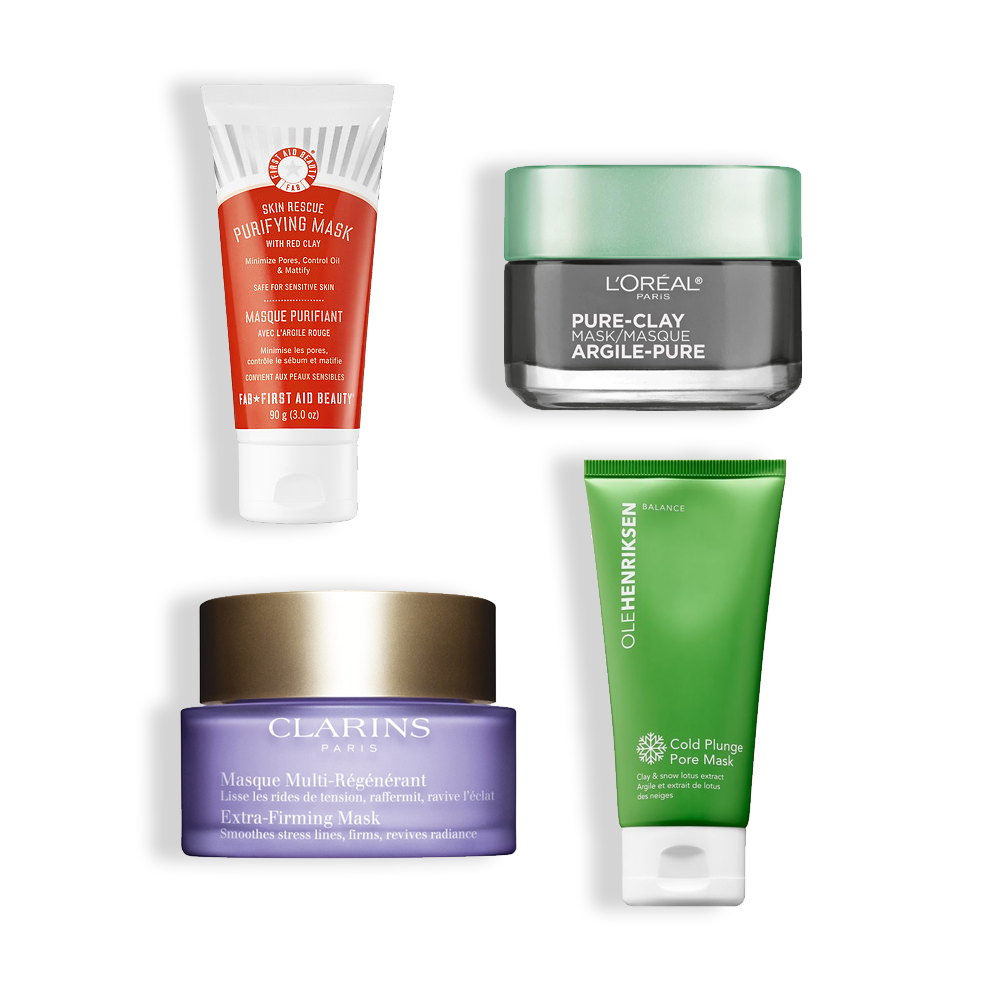 FIRST AID BEAUTY®
FAB
SKIN RESCUE
PURIFYING MASK
WITH RED CLAY
Minimize Pores, Control Oil
& Mattify
SAFE FOR SENSITIVE SKIN
MASQUE PURIFIANT
AVEC L'ARGILE ROUGE
Minimise les pores,
contrôle le sébum et matifie
CONVIENT AUX PEAUX SENSIBLES
FAB★FIRST AID BEAUTY®
90 g (3.0 oz)
L'ORÉAL®
PARIS
PURE-CLAY
MASK/MASQUE
ARGILE-PURE
CLARINS
PARIS
Masque Multi-Régénérant
Lisse les rides de tension, raffermit, ravive l'éclat
Extra-Firming Mask
Smoothes stress lines, firms, revives radiance
OLEHENRIKSEN
BALANCE
Cold Plunge
Pore Mask
Clay & snow lotus extract
Argile et extrait de lotus
des neiges